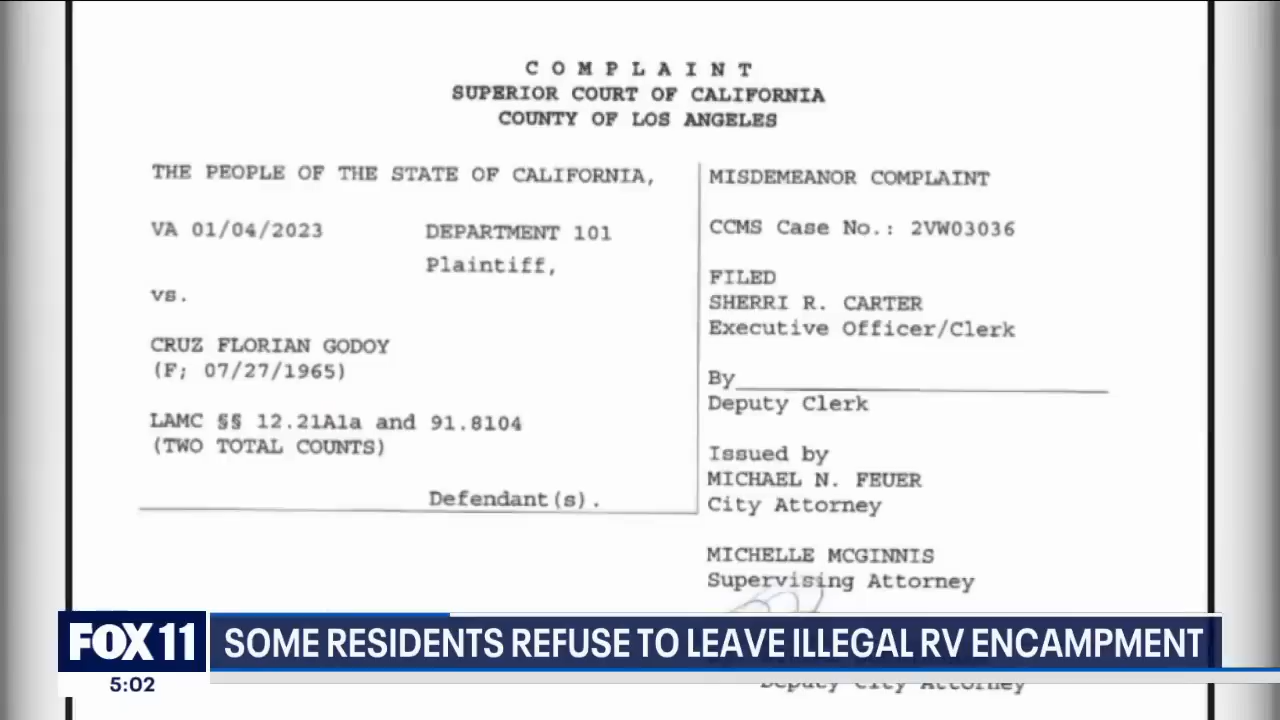 COMPLAINT
SUPERIOR COURT OF CALIFORNIA
COUNTY OF LOS ANGELES
THE PEOPLE OF THE STATE OF CALIFORNIA,
VA 01/04/2023 DEPARTMENT 101
Plaintiff,
vs.
CRUZ FLORIAN GODOY
(F; 07/27/1965)
LAMC §§ 12.21A1a and 91.8104
(TWO TOTAL COUNTS)
Defendant(s).
MISDEMEANOR COMPLAINT
CCMS Case No.: 2VW03036
FILED
SHERRI R. CARTER
Executive Officer/Clerk
By
Deputy Clerk
Issued by
MICHAEL N. FEUER
City Attorney
MICHELLE MCGINNIS
Supervising Attorney
Deputy City Attorney
FOX 11
5:02
SOME RESIDENTS REFUSE TO LEAVE ILLEGAL RV ENCAMPMENT